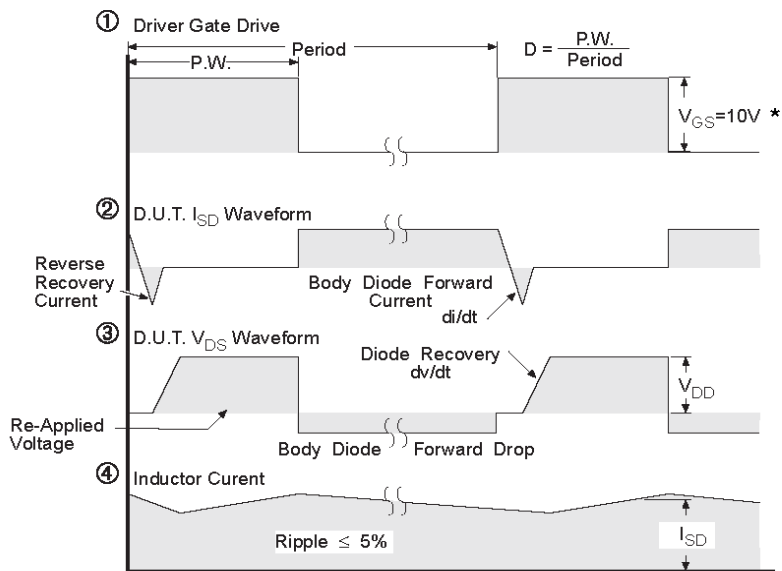 ① Driver Gate Drive
Period
P.W.
D = P.W.
Period
V_GS=10V *
② D.U.T. I_SD Waveform
Reverse
Recovery
Current
Body Diode Forward
Current
di/dt
③ D.U.T. V_DS Waveform
Diode Recovery
dv/dt
V_DD
Re-Applied
Voltage
Body Diode Forward Drop
④ Inductor Curent
Ripple ≤ 5%
I_SD